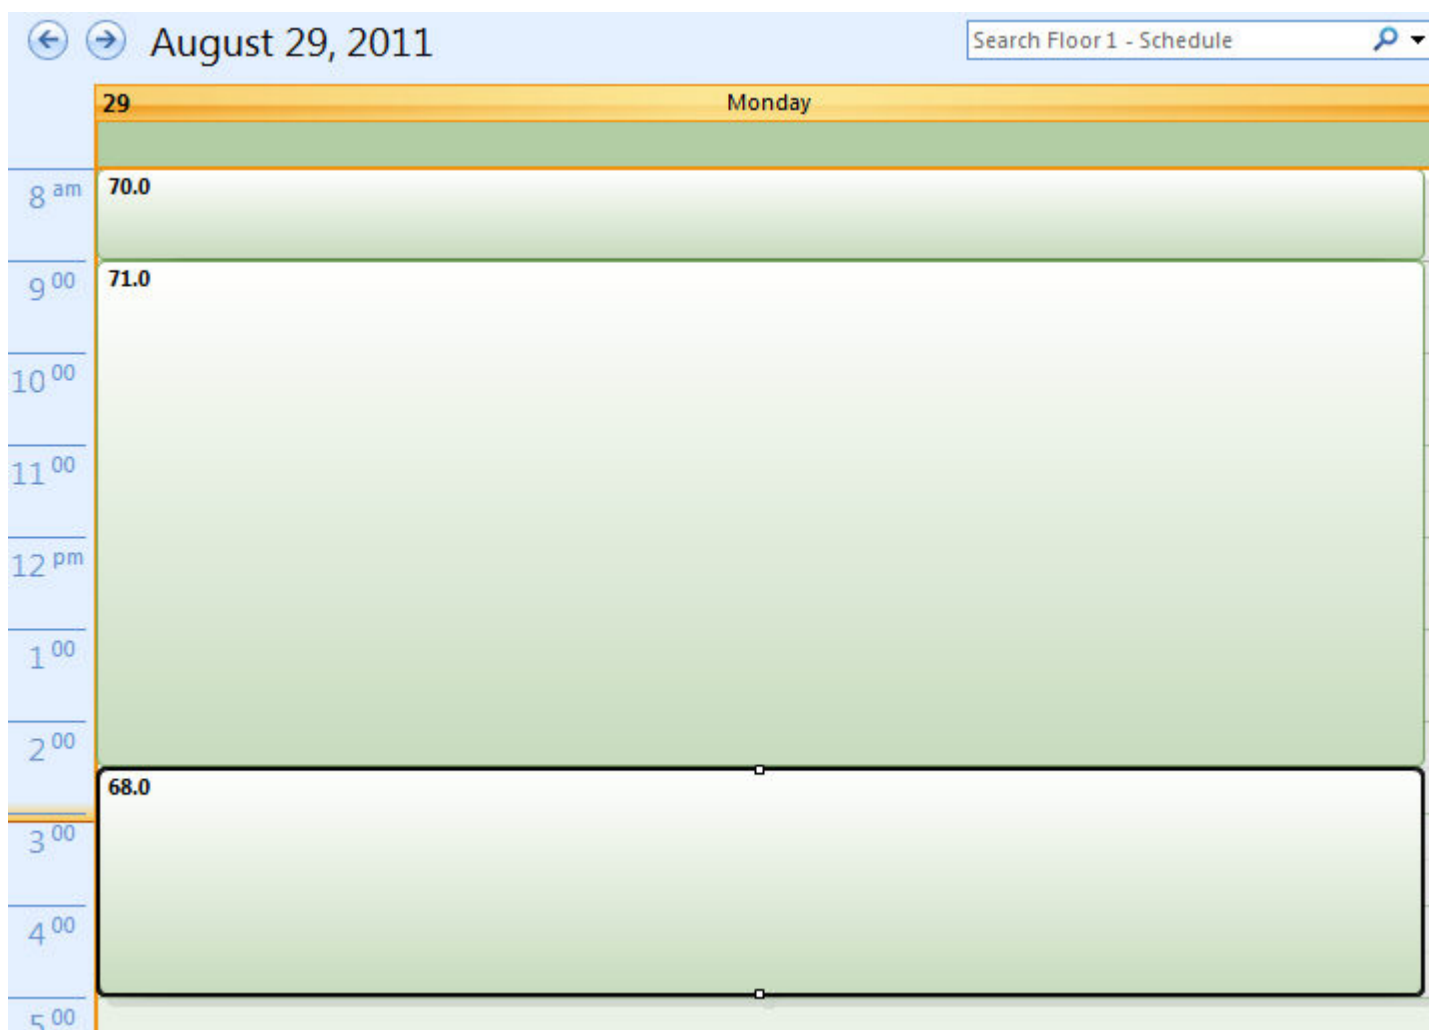 August 29, 2011
Search Floor 1 - Schedule
29 Monday
8 am 70.0
9 00 71.0
10 00
11 00
12 pm
1 00
2 00
68.0
3 00
4 00
5 00